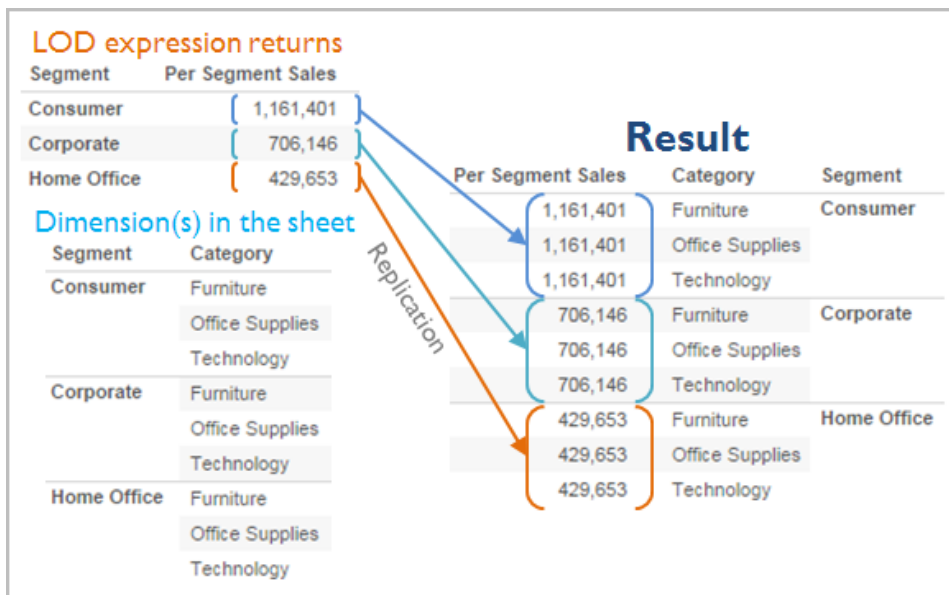 LOD expression returns
Segment Per Segment Sales
Consumer 1,161,401
Corporate 706,146
Home Office 429,653
Dimension(s) in the sheet
Segment Category
Consumer Furniture
Office Supplies
Technology
Corporate Furniture
Office Supplies
Technology
Home Office Furniture
Office Supplies
Technology
Replication
Result
Per Segment Sales Category Segment
1,161,401 Furniture Consumer
1,161,401 Office Supplies
1,161,401 Technology
706,146 Furniture Corporate
706,146 Office Supplies
706,146 Technology
429,653 Furniture Home Office
429,653 Office Supplies
429,653 Technology